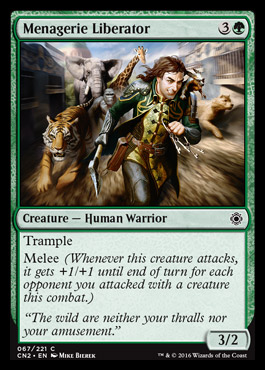 Menagerie Liberator 3
Creature — Human Warrior
Trample
Melee (Whenever this creature attacks,
it gets +1/+1 until end of turn for each
opponent you attacked with a creature
this combat.)
"The wild are neither your thralls nor
your amusement."
3/2
067/221 C
CN2 • EN Mike Bierek
™ & © 2016 Wizards of the Coast